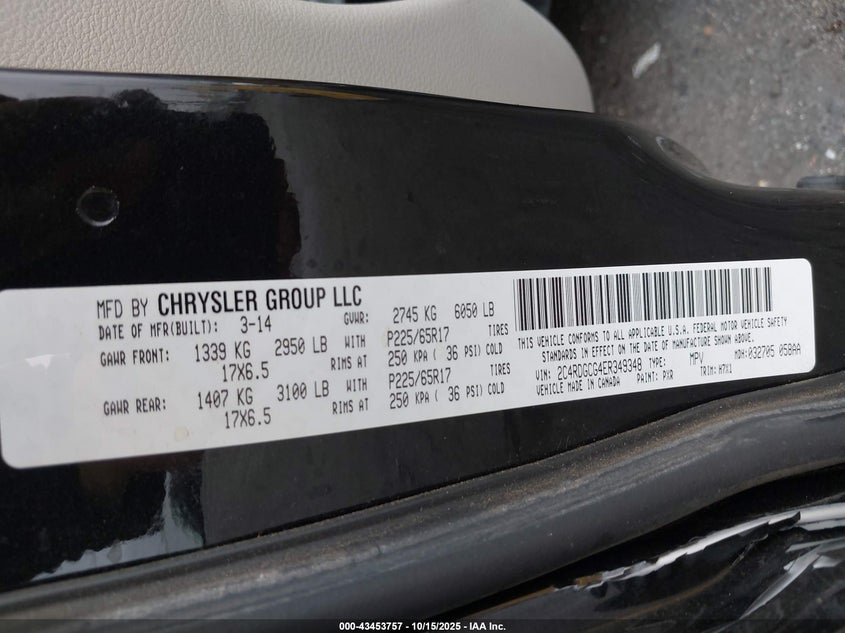 MFD BY CHRYSLER GROUP LLC
DATE OF MFR(BUILT): 3-14 GVWR: 2745 KG 6050 LB
GAWR FRONT: 1339 KG 2950 LB WITH P225/65R17 TIRES
17X6.5 RIMS AT 250 KPA ( 36 PSI) COLD
GAWR REAR: 1407 KG 3100 LB WITH P225/65R17 TIRES
17X6.5 RIMS AT 250 KPA ( 36 PSI) COLD
THIS VEHICLE CONFORMS TO ALL APPLICABLE U.S.A. FEDERAL MOTOR VEHICLE SAFETY
STANDARDS IN EFFECT ON THE DATE OF MANUFACTURE SHOWN ABOVE.
VIN: 2C4RDGCG4ER349348 TYPE: MPV MDH:032705 058AA
VEHICLE MADE IN CANADA PAINT: PXR TRIM: H7X1
000-43453757 - 10/15/2025 - IAA Inc.